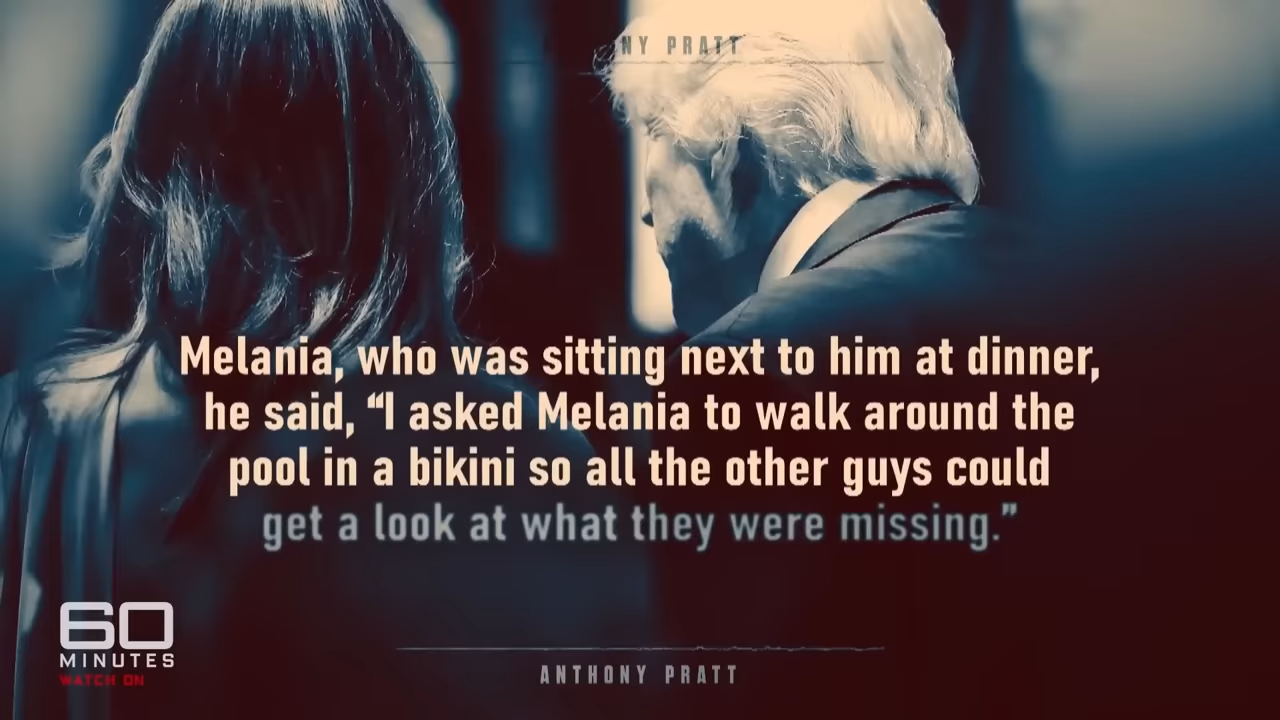 NY PRATT
Melania, who was sitting next to him at dinner,
he said, “I asked Melania to walk around the
pool in a bikini so all the other guys could
get a look at what they were missing.”
60
MINUTES
WATCH ON
ANTHONY PRATT